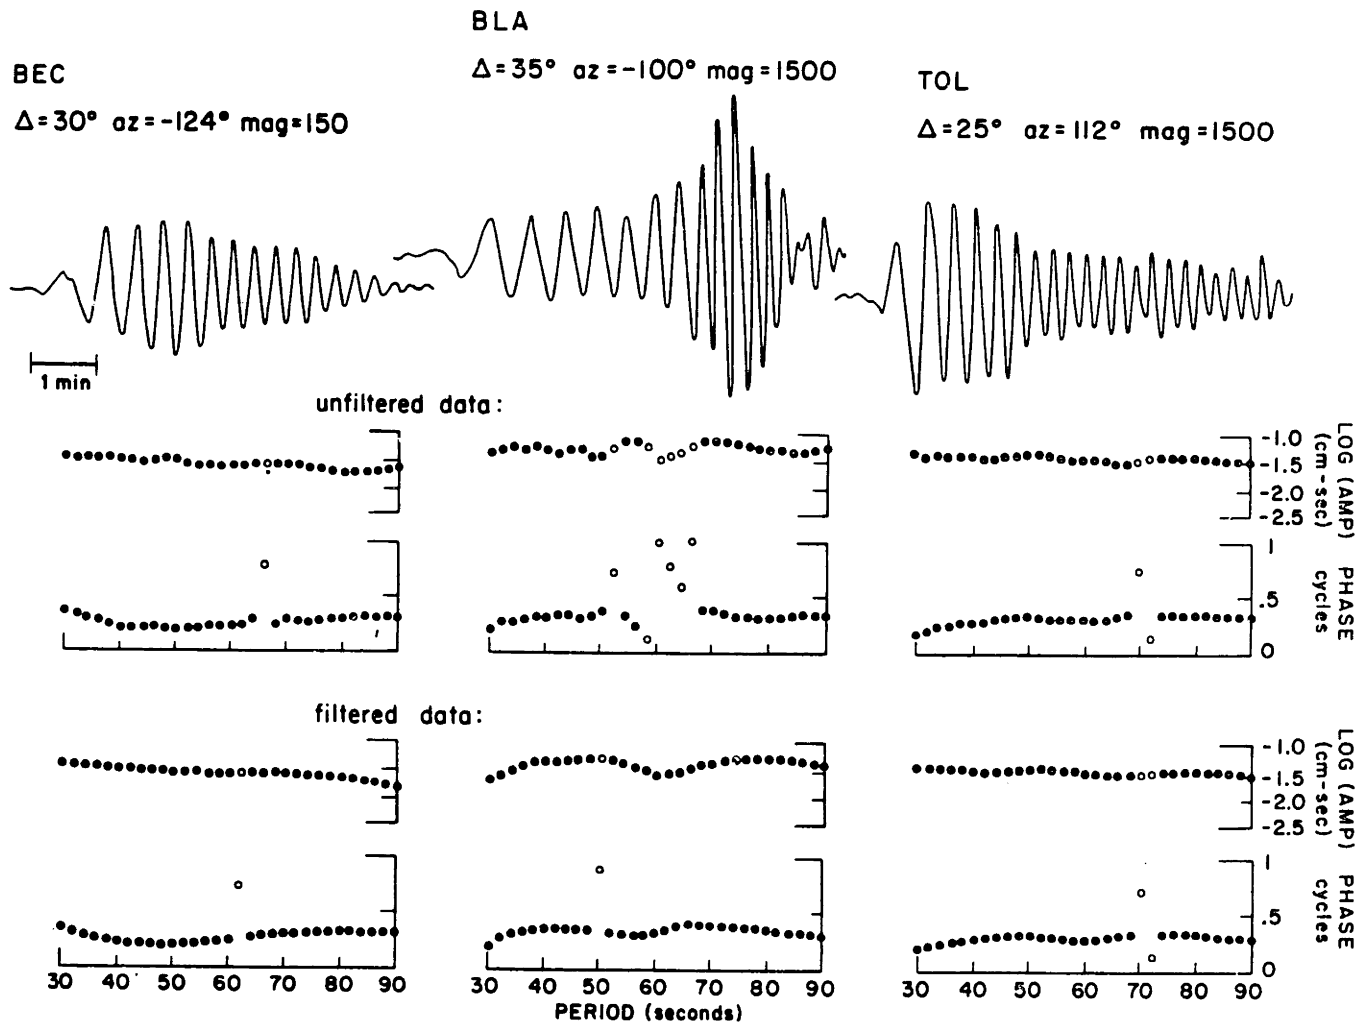 BLA
Δ=35° az=-100° mag=1500
BEC
Δ=30° az=-124° mag=150
TOL
Δ=25° az=112° mag=1500
1 min
unfiltered data:
-1.0
-1.5
-2.0
-2.5
LOG (AMP)
(cm-sec)
1
.5
0
PHASE
cycles
filtered data:
-1.0
-1.5
-2.0
-2.5
LOG (AMP)
(cm-sec)
1
.5
0
PHASE
cycles
30 40 50 60 70 80 90
30 40 50 60 70 80 90
30 40 50 60 70 80 90
PERIOD (seconds)